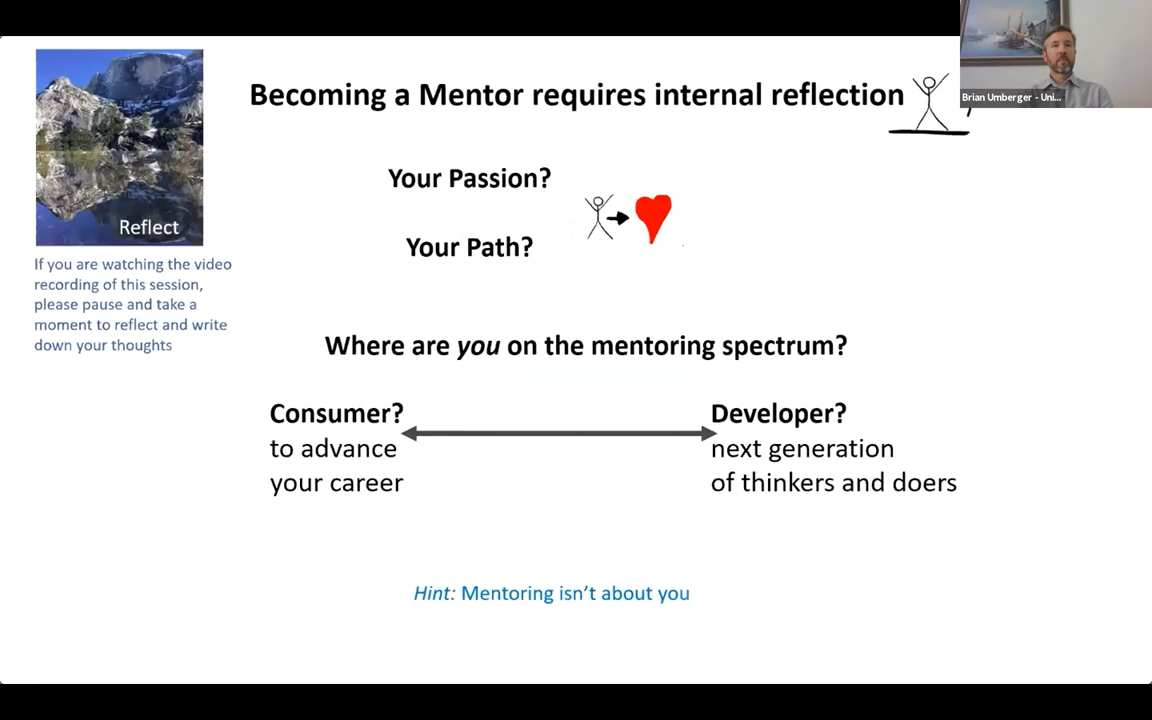 Becoming a Mentor requires internal reflection
Brian Umberger - Uni...
Your Passion?
Your Path?
Reflect
If you are watching the video
recording of this session,
please pause and take a
moment to reflect and write
down your thoughts
Where are you on the mentoring spectrum?
Consumer?
to advance
your career
Developer?
next generation
of thinkers and doers
Hint: Mentoring isn’t about you